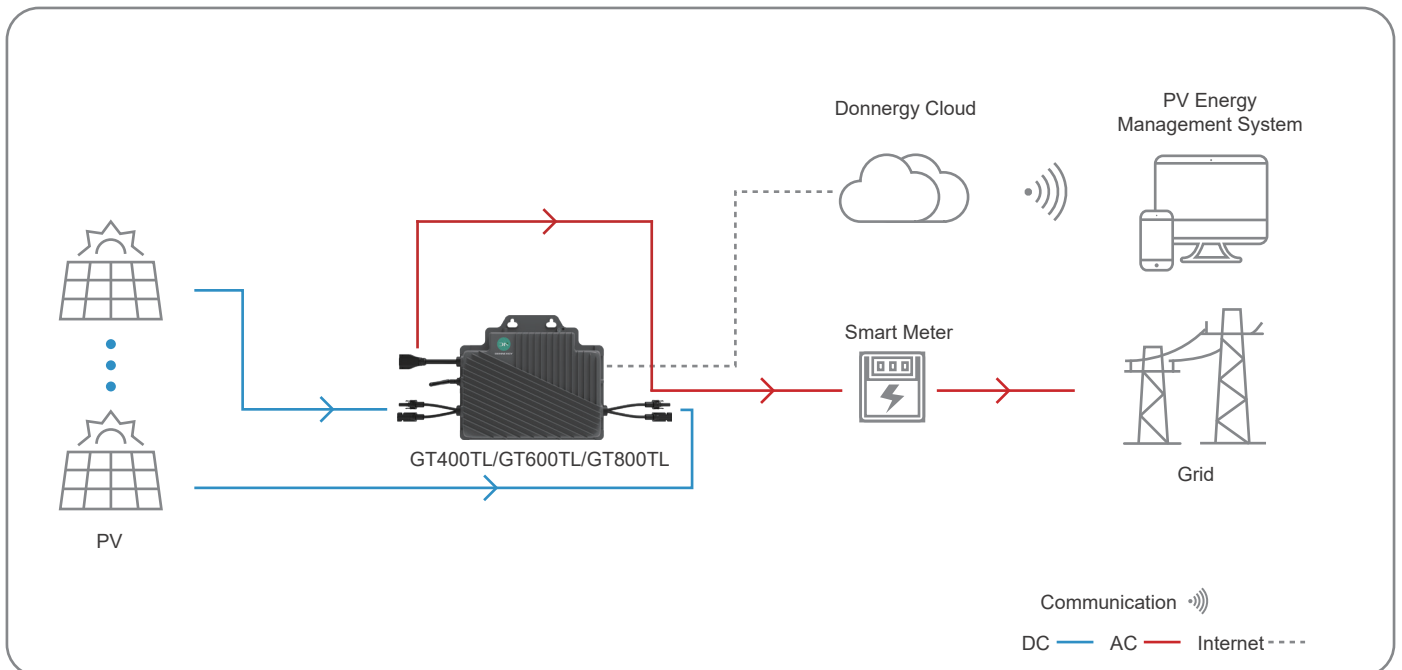 Donnergy Cloud
PV Energy
Management System
Smart Meter
GT400TL/GT600TL/GT800TL
Grid
PV
Communication
DC
AC
Internet